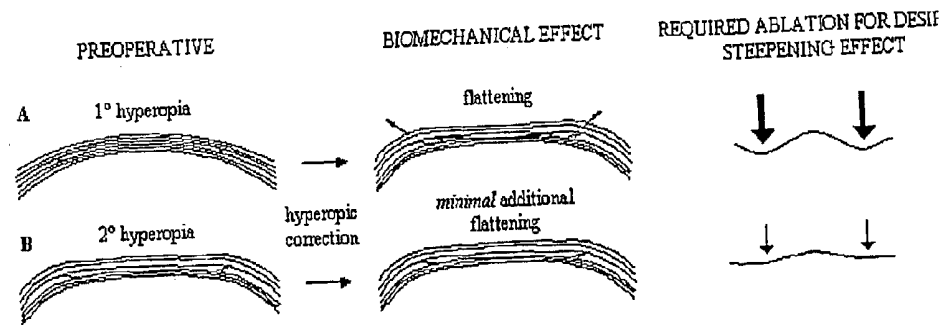 PREOPERATIVE
BIOMECHANICAL EFFECT
REQUIRED ABLATION FOR DESI
STEEPENING EFFECT
A
1° hyperopia
flattening
B
2° hyperopia
hyperopic
correction
minimal additional
flattening